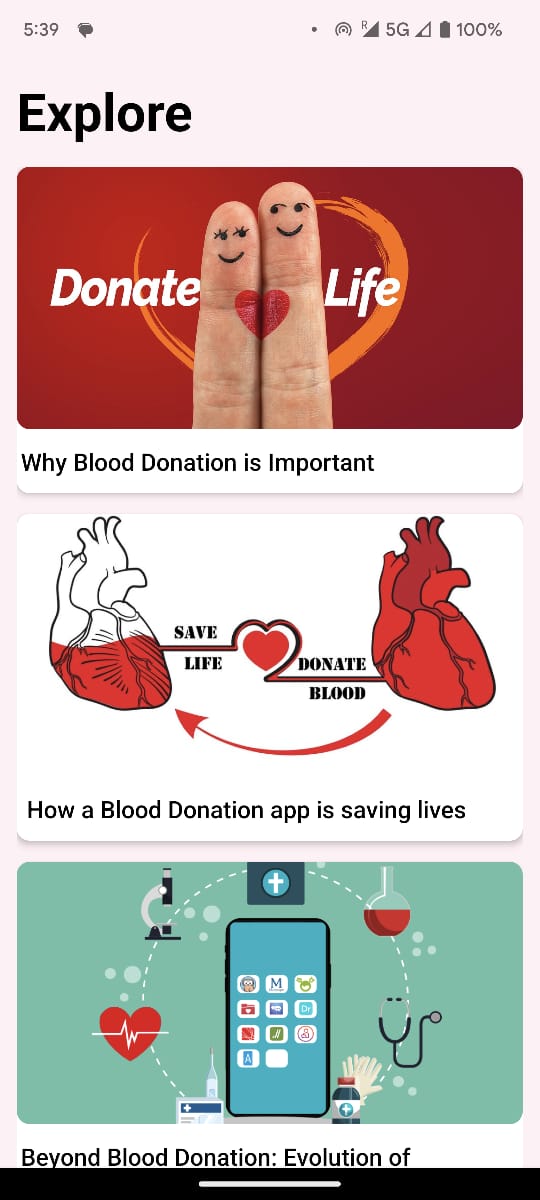 5:39
R 5G 100%
Explore
Donate Life
Why Blood Donation is Important
SAVE
LIFE
DONATE
BLOOD
How a Blood Donation app is saving lives
M
Dr
A
Beyond Blood Donation: Evolution of